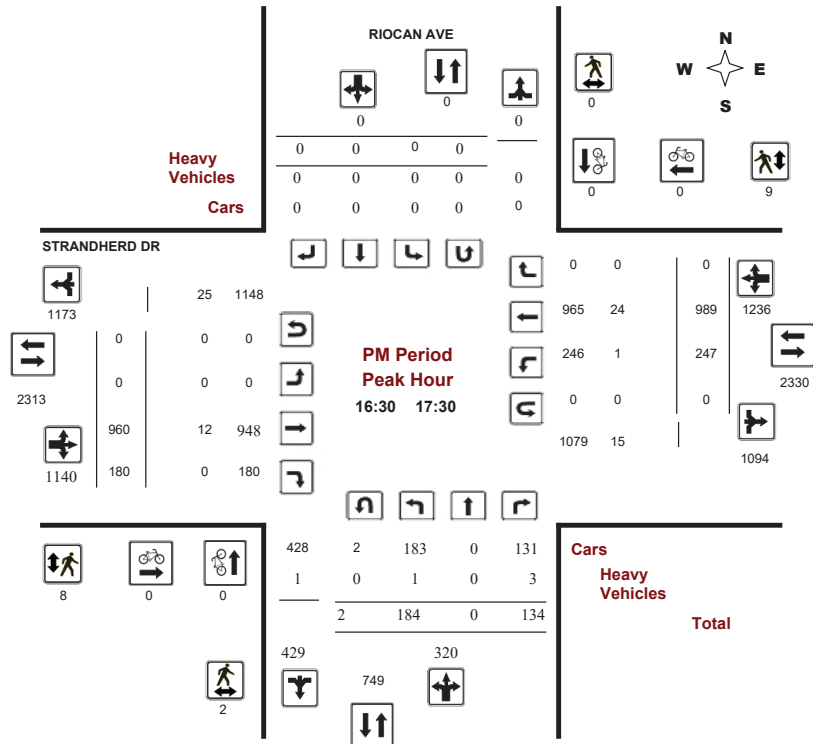 RIOCAN AVE
N
W E
S
0
0
0 0
0 0 0 0
Heavy
Vehicles
0 0 0 0 0
Cars
0 0 0 0 0
0 0 9
STRANDHERD DR
1173
25 1148
0 0 0
2313
0 0 0
960 12 948
1140
180 0 180
PM Period
Peak Hour
16:30 17:30
0 0 0
1236
965 24 989
246 1 247
2330
0 0 0
1079 15
1094
428 2 183 0 131
Cars
1 0 1 0 3
Heavy
Vehicles
2 184 0 134
Total
8 0 0
429 320
749
2